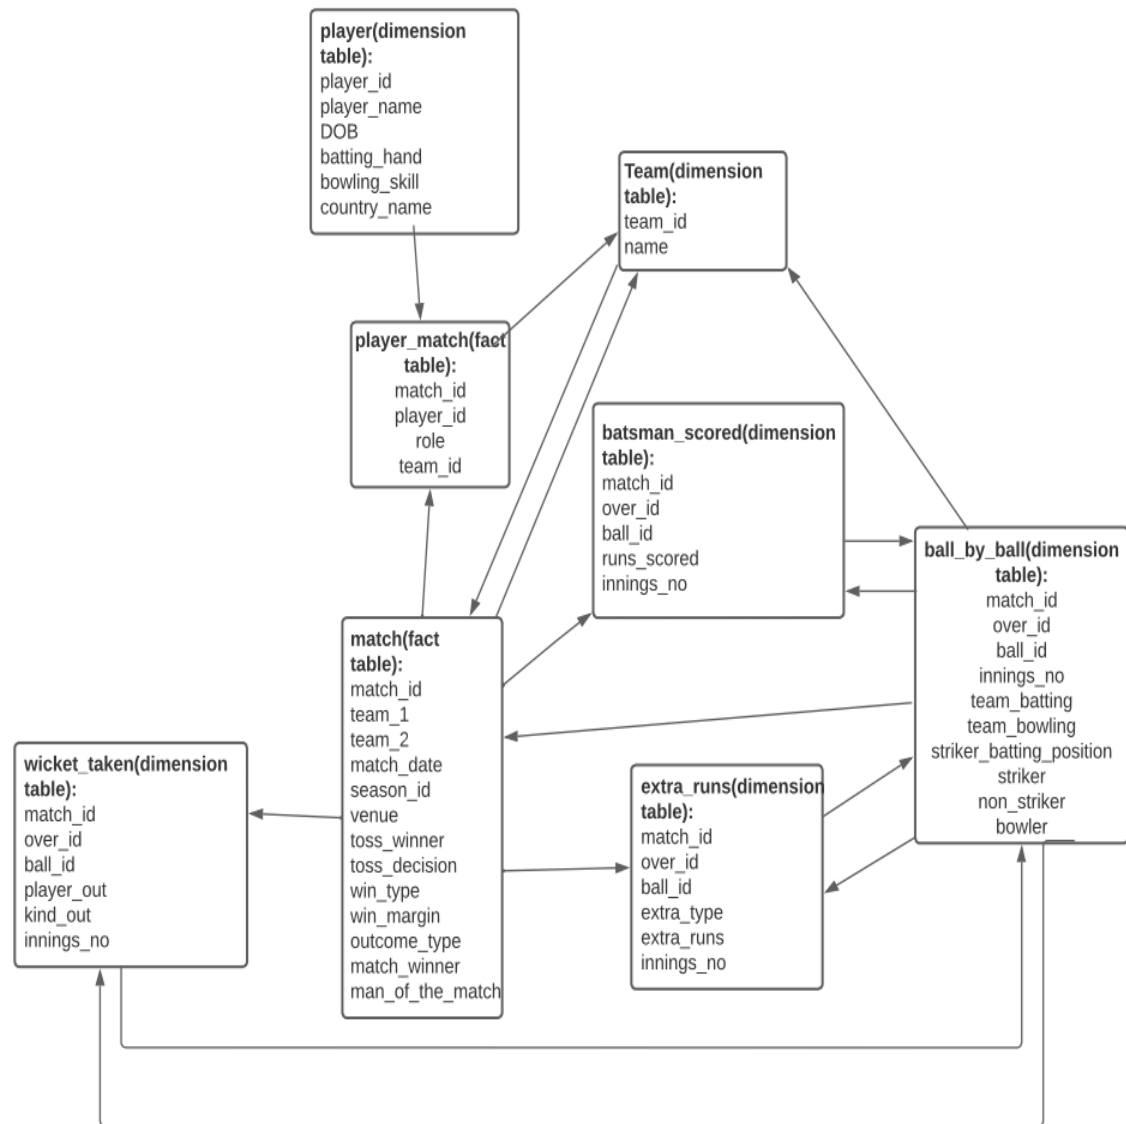 player(dimension
table):
player_id
player_name
DOB
batting_hand
bowling_skill
country_name
Team(dimension
table):
team_id
name
player_match(fact
table):
match_id
player_id
role
team_id
batsman_scored(dimension
table):
match_id
over_id
ball_id
runs_scored
innings_no
ball_by_ball(dimension
table):
match_id
over_id
ball_id
innings_no
team_batting
team_bowling
striker_batting_position
striker
non_striker
bowler
match(fact
table):
match_id
team_1
team_2
match_date
season_id
venue
toss_winner
toss_decision
win_type
win_margin
outcome_type
match_winner
man_of_the_match
wicket_taken(dimension
table):
match_id
over_id
ball_id
player_out
kind_out
innings_no
extra_runs(dimension
table):
match_id
over_id
ball_id
extra_type
extra_runs
innings_no